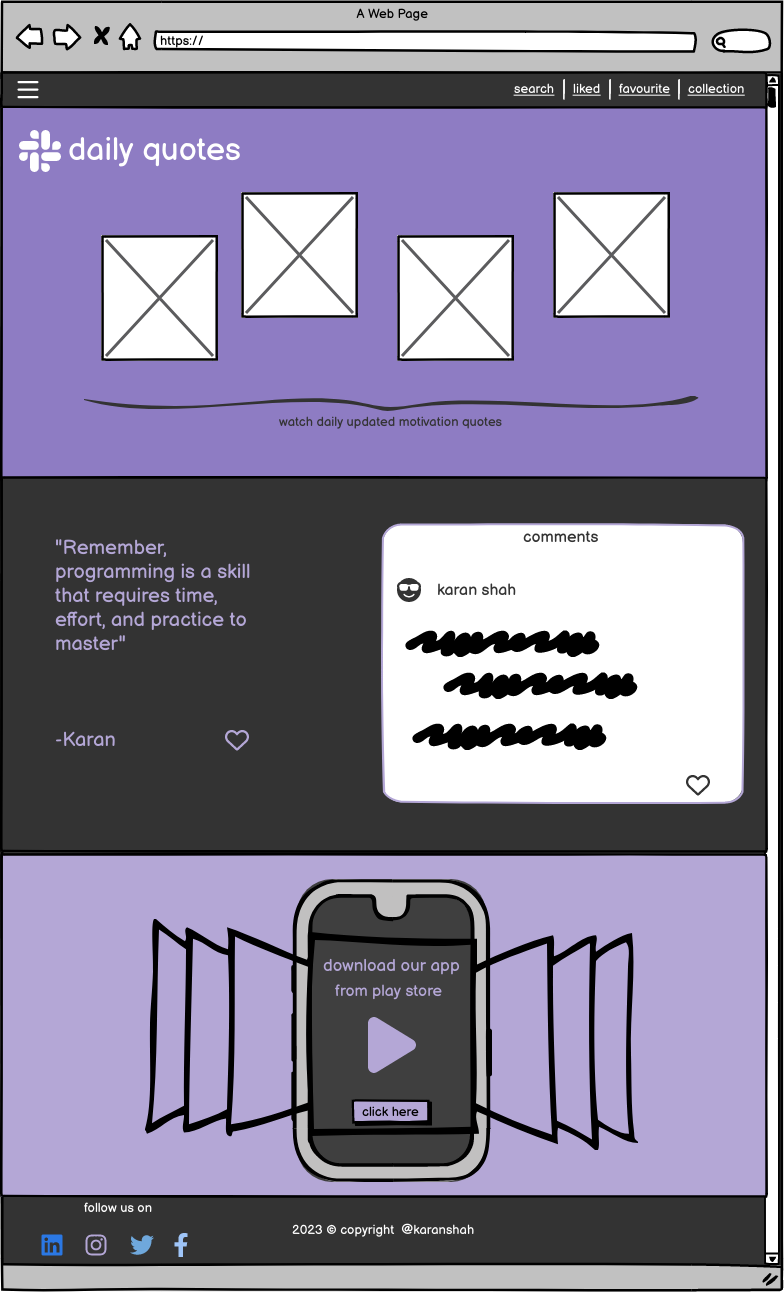 A Web Page
https://
search liked favourite collection
daily quotes
watch daily updated motivation quotes
"Remember,
programming is a skill
that requires time,
effort, and practice to
master"
-Karan
comments
karan shah
download our app
from play store
click here
follow us on
2023 © copyright @karanshah